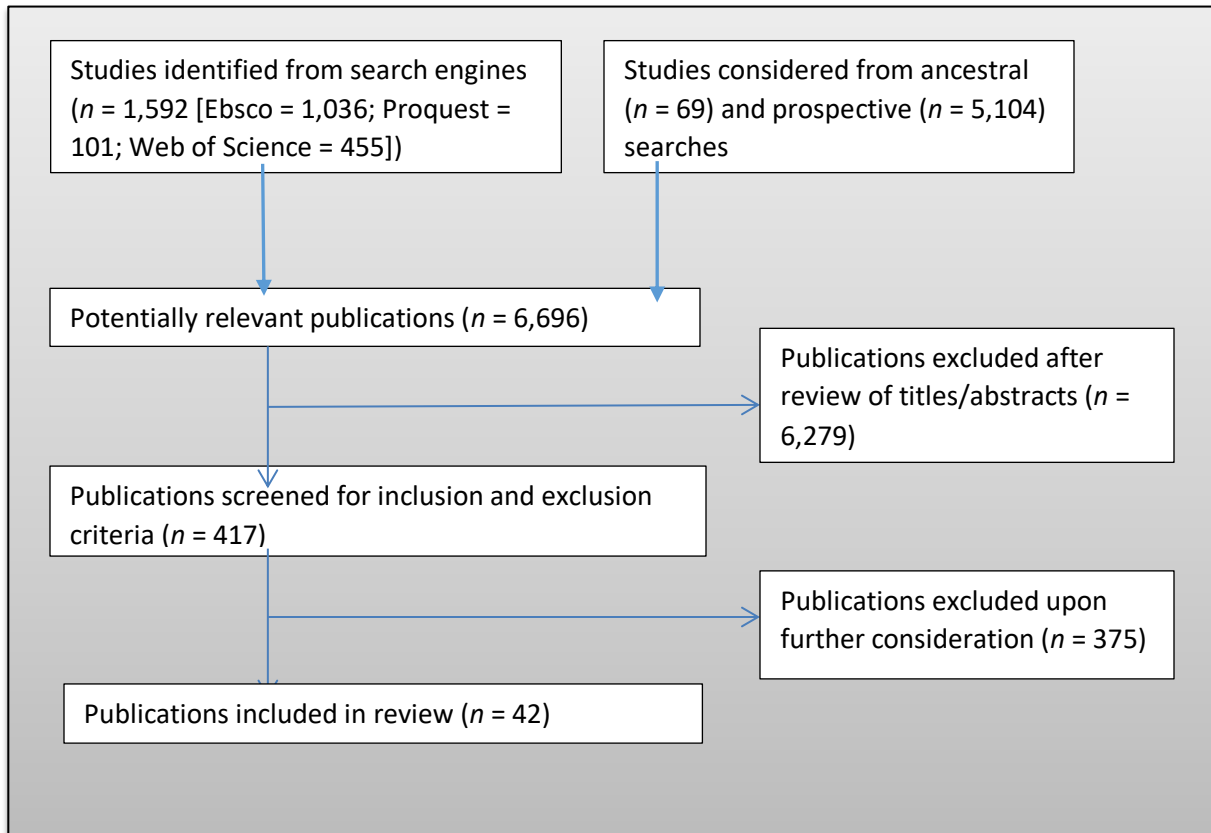 Studies identified from search engines
(n = 1,592 [Ebsco = 1,036; Proquest =
101; Web of Science = 455])
Studies considered from ancestral
(n = 69) and prospective (n = 5,104)
searches
Potentially relevant publications (n = 6,696)
Publications excluded after
review of titles/abstracts (n =
6,279)
Publications screened for inclusion and exclusion
criteria (n = 417)
Publications excluded upon
further consideration (n = 375)
Publications included in review (n = 42)